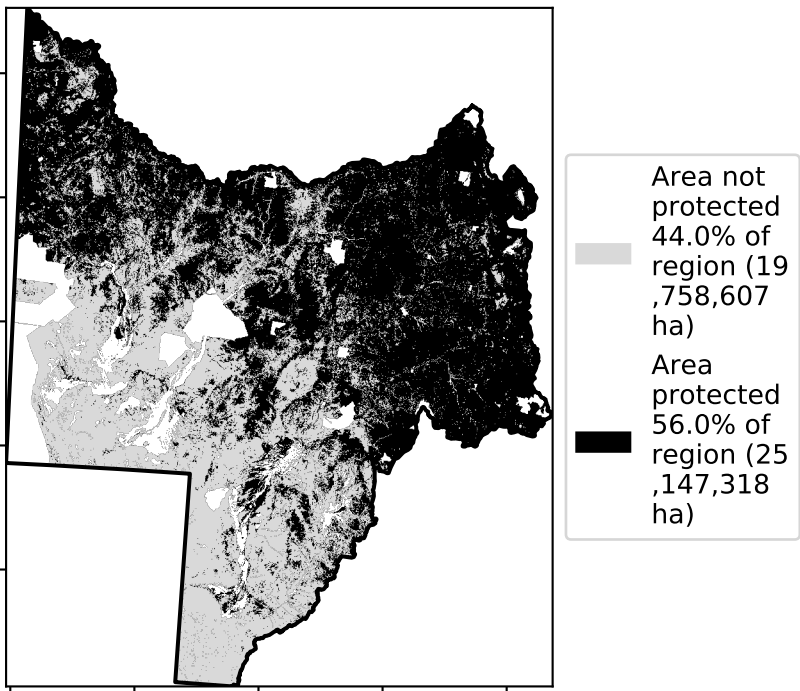 Area not
protected
44.0% of
region (19
,758,607
ha)
Area
protected
56.0% of
region (25
,147,318
ha)